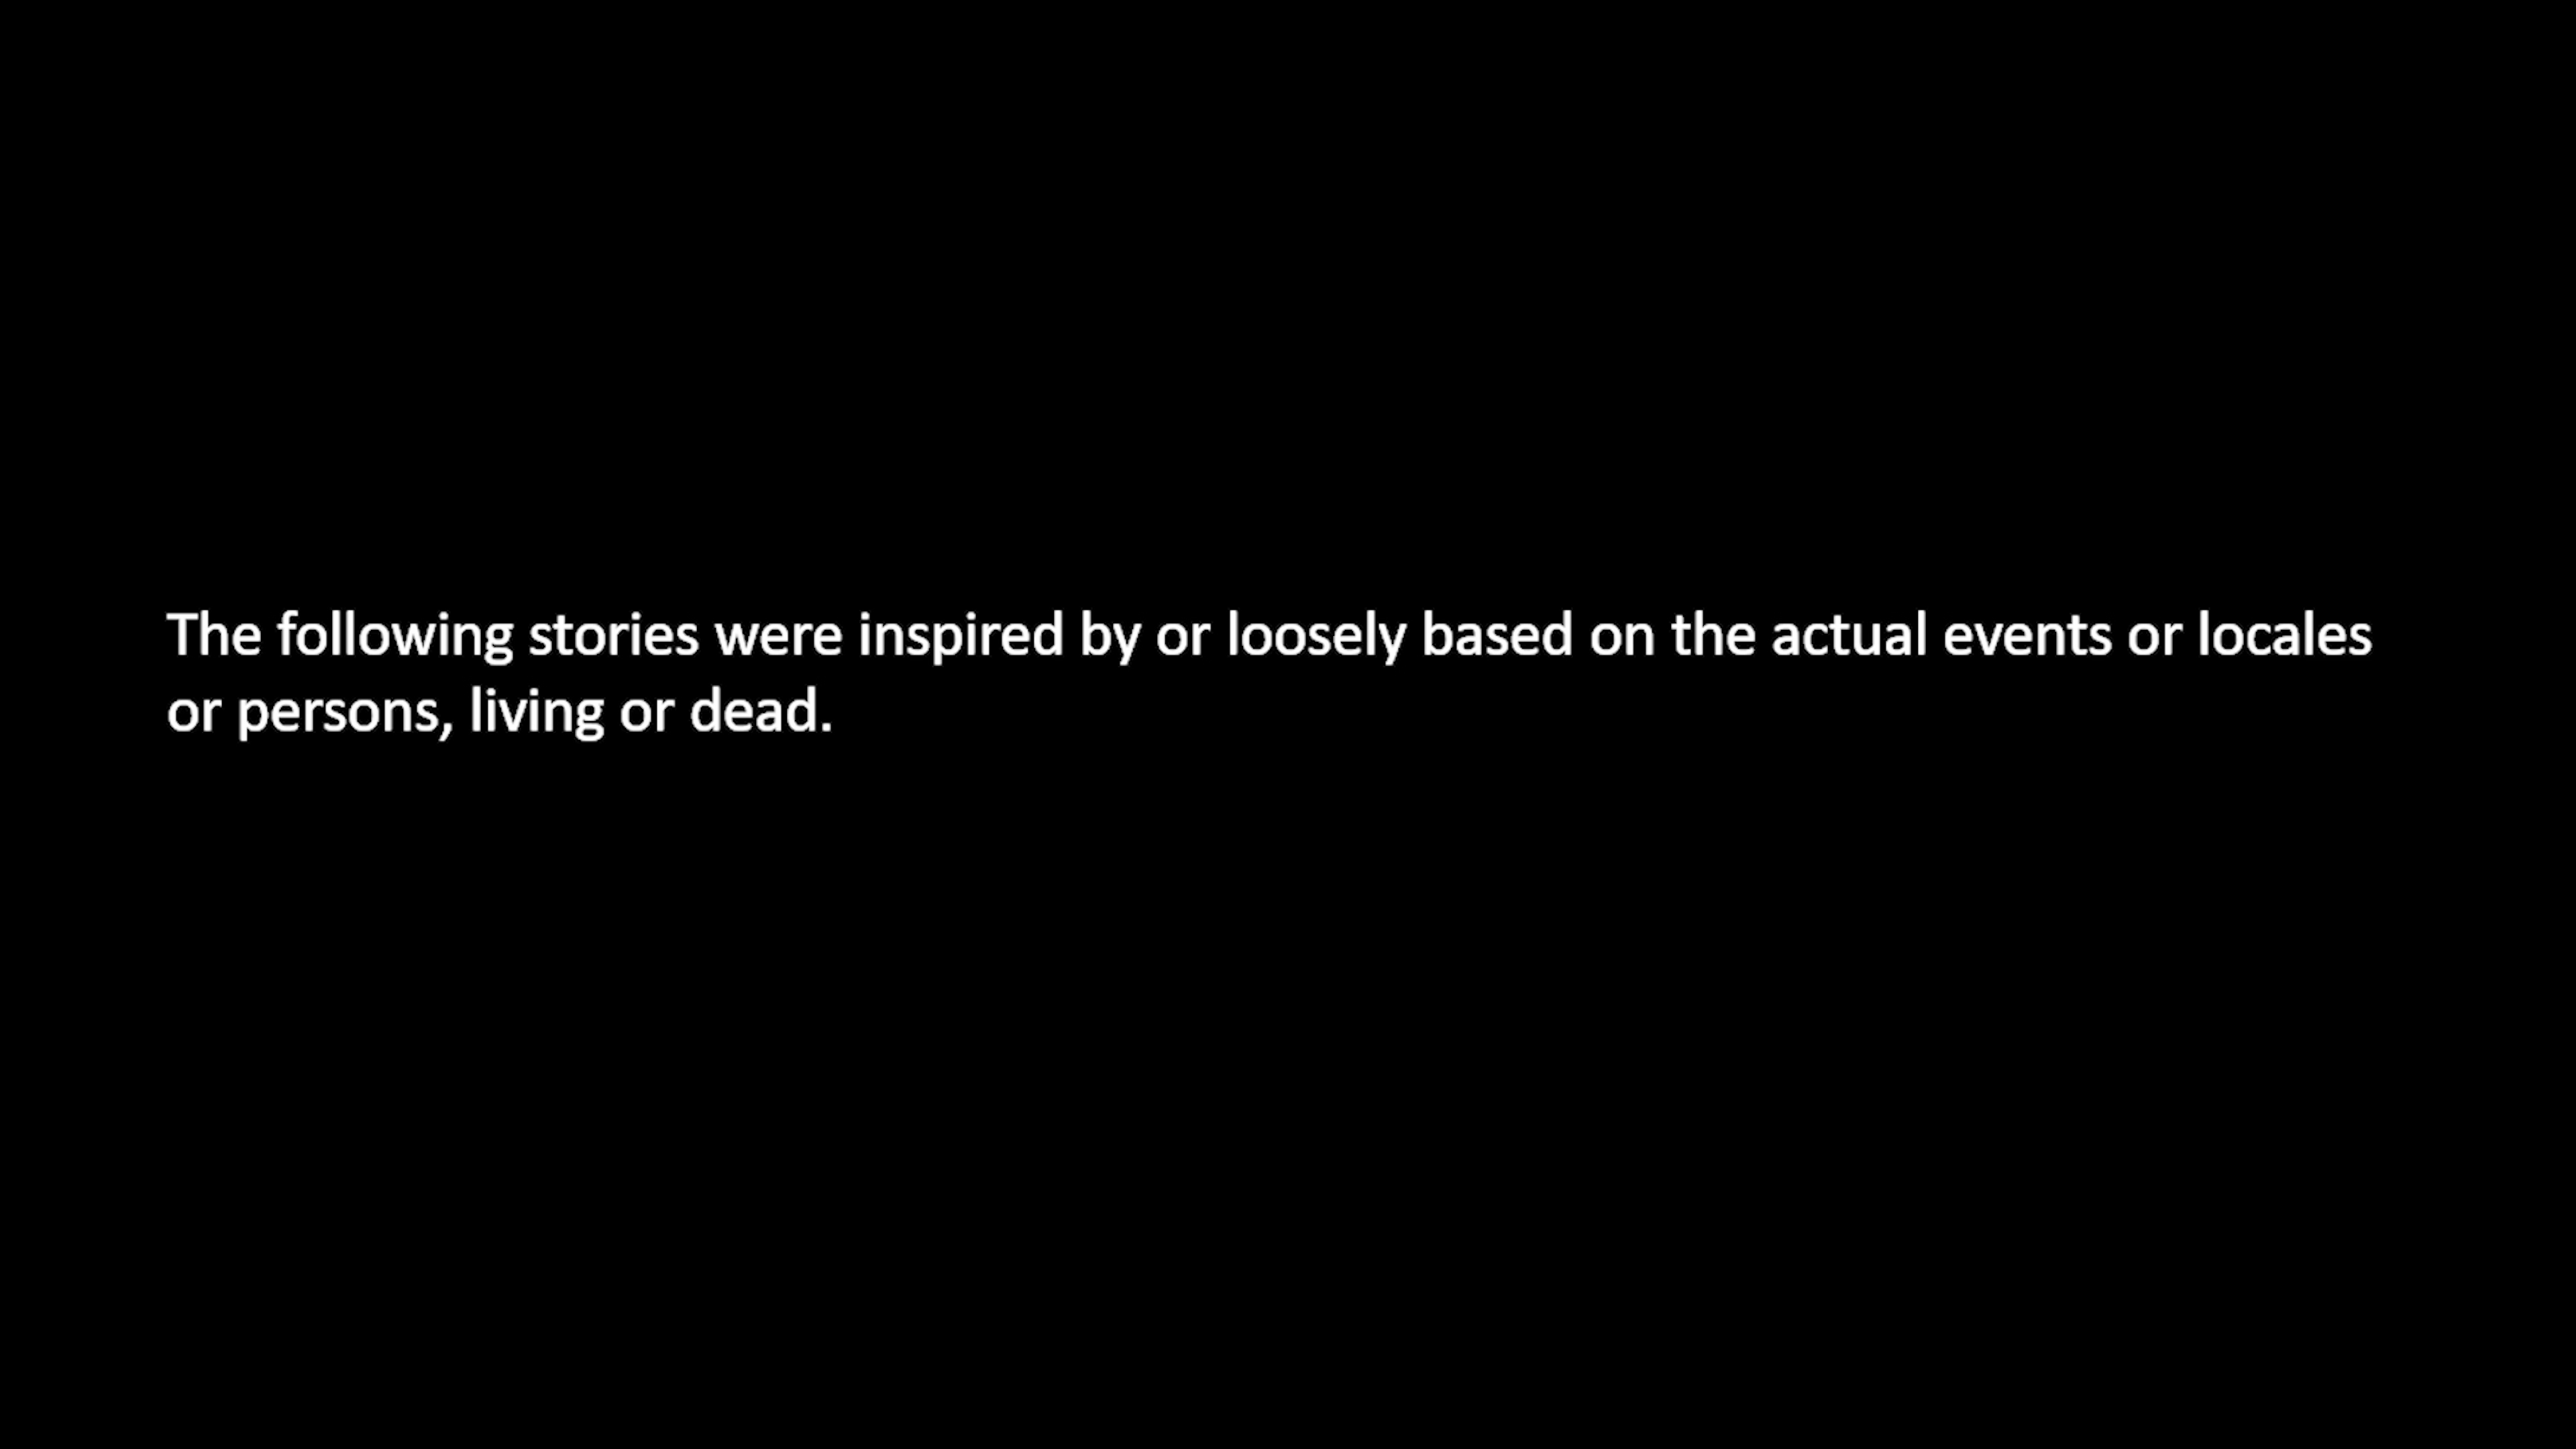 The following stories were inspired by or loosely based on the actual events or locales
or persons, living or dead.